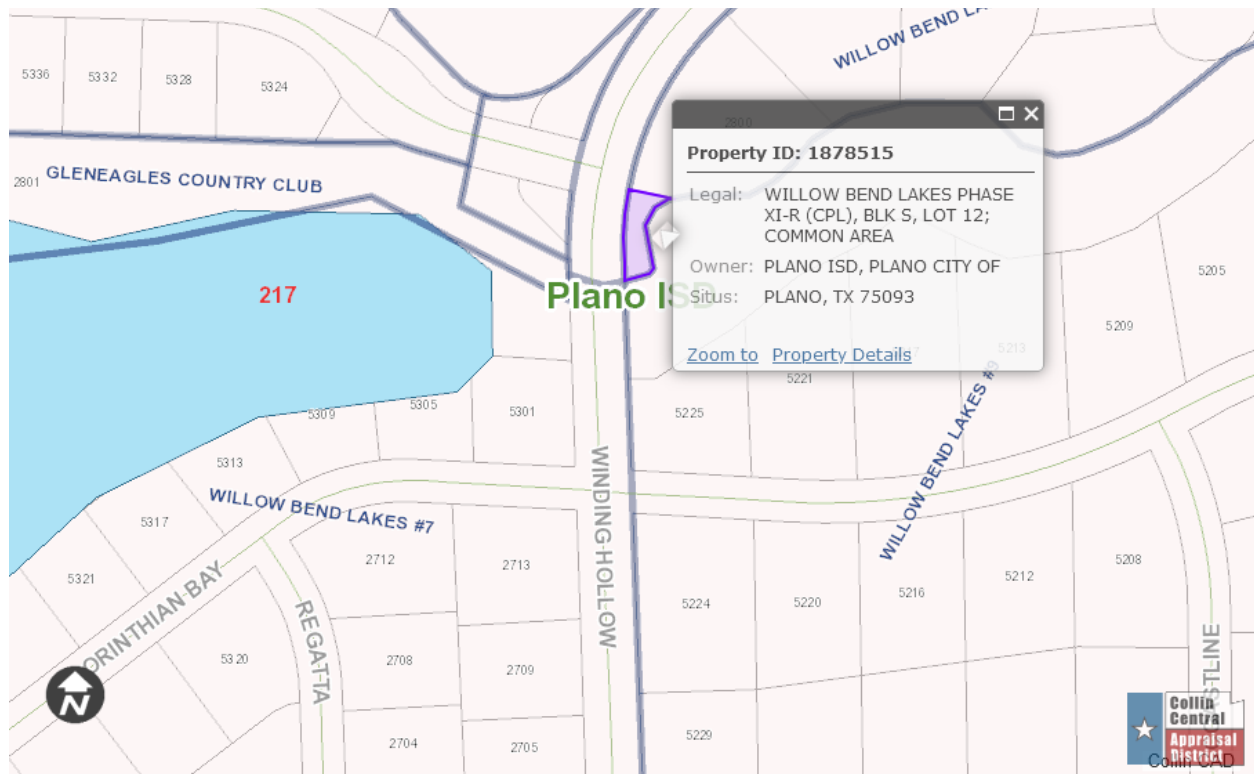 WILLOW BEND LA
5336
5332
5328
5324
2800
2801
GLENEAGLES COUNTRY CLUB
Property ID: 1878515
Legal: WILLOW BEND LAKES PHASE
XI-R (CPL), BLK S, LOT 12;
COMMON AREA
Owner: PLANO ISD, PLANO CITY OF
Situs: PLANO, TX 75093
Zoom to Property Details
217
Plano ISD
5205
5209
5213
5217
5221
5225
5309
5305
5301
5313
WILLOW BEND LAKES #7
WILLOW BEND LAKES #9
WINDING HOLLOW
5317
5321
2712
2713
5224
5220
5216
5212
5208
ORINTHIAN BAY
REGATTA
5320
2708
2709
2704
2705
5229
N
Collin
Central
Appraisal
District
Collin CAD